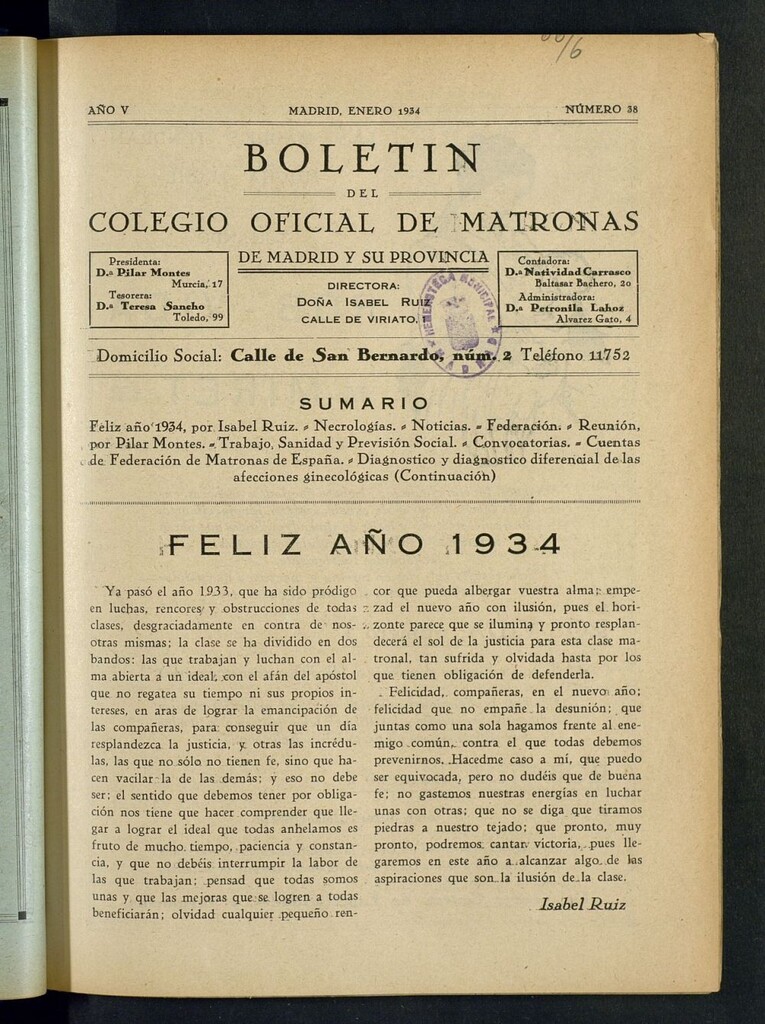 AÑO V
MADRID, ENERO 1934
NÚMERO 38
BOLETIN
DEL
COLEGIO OFICIAL DE MATRONAS
DE MADRID Y SU PROVINCIA
Presidenta:
D.ª Pilar Montes
Murcia, 17
Tesorera:
D.ª Teresa Sancho
Toledo, 99
DIRECTORA:
DOÑA ISABEL RUIZ
CALLE DE VIRIATO,
Contadora:
D.ª Natividad Carrasco
Baltasar Bachero, 20
Administradora:
D.ª Petronila Lahoz
Alvarez Gato, 4
HEMEROTECA MUNICIPAL
MADRID
Domicilio Social: Calle de San Bernardo, núm. 2 Teléfono 11752
SUMARIO
Feliz año 1934, por Isabel Ruiz. = Necrologías. = Noticias. = Federación. = Reunión,
por Pilar Montes. = Trabajo, Sanidad y Previsión Social. = Convocatorias. = Cuentas
de Federación de Matronas de España. = Diagnostico y diagnostico diferencial de las
afecciones ginecológicas (Continuación)
FELIZ AÑO 1934
Ya pasó el año 1933, que ha sido pródigo
en luchas, rencores y obstrucciones de todas
clases, desgraciadamente en contra de nos-
otras mismas; la clase se ha dividido en dos
bandos: las que trabajan y luchan con el al-
ma abierta a un ideal, con el afán del apóstol
que no regatea su tiempo ni sus propios in-
tereses, en aras de lograr la emancipación de
las compañeras, para conseguir que un día
resplandezca la justicia, y otras las incrédu-
las, las que no sólo no tienen fe, sino que ha-
cen vacilar la de las demás; y eso no debe
ser; el sentido que debemos tener por obliga-
ción nos tiene que hacer comprender que lle-
gar a lograr el ideal que todas anhelamos es
fruto de mucho tiempo, paciencia y constan-
cia, y que no debéis interrumpir la labor de
las que trabajan; pensad que todas somos
unas y que las mejoras que se logren a todas
beneficiarán; olvidad cualquier pequeño ren-
cor que pueda albergar vuestra alma; empe-
zad el nuevo año con ilusión, pues el hori-
zonte parece que se ilumina y pronto resplan-
decerá el sol de la justicia para esta clase ma-
tronal, tan sufrida y olvidada hasta por los
que tienen obligación de defenderla.
Felicidad, compañeras, en el nuevo año;
felicidad que no empañe la desunión; que
juntas como una sola hagamos frente al ene-
migo común, contra el que todas debemos
prevenirnos. Hacedme caso a mí, que puedo
ser equivocada, pero no dudéis que de buena
fe; no gastemos nuestras energías en luchar
unas con otras; que no se diga que tiramos
piedras a nuestro tejado; que pronto, muy
pronto, podremos cantar victoria, pues lle-
garemos en este año a alcanzar algo de las
aspiraciones que son la ilusión de la clase.
Isabel Ruiz